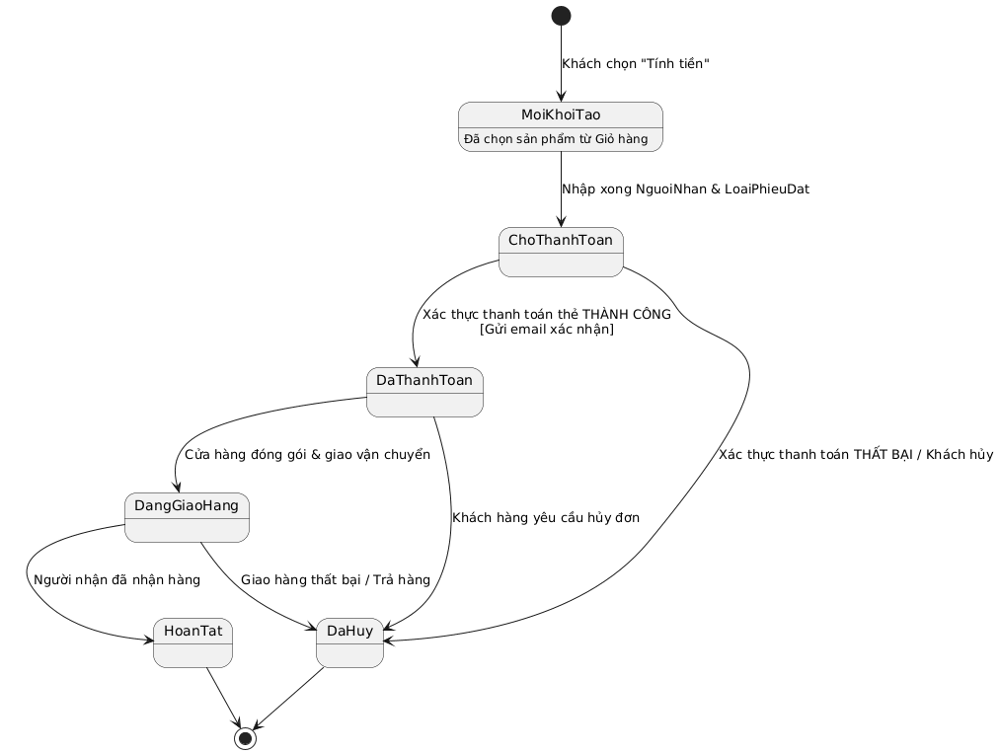 Khách chọn "Tính tiền"
MoiKhoiTao
Đã chọn sản phẩm từ Giỏ hàng
Nhập xong NguoiNhan & LoaiPhieuDat
ChoThanhToan
Xác thực thanh toán thẻ THÀNH CÔNG
[Gửi email xác nhận]
DaThanhToan
Cửa hàng đóng gói & giao vận chuyển
Xác thực thanh toán THẤT BẠI / Khách hủy
DangGiaoHang
Khách hàng yêu cầu hủy đơn
Người nhận đã nhận hàng
Giao hàng thất bại / Trả hàng
HoanTat
DaHuy